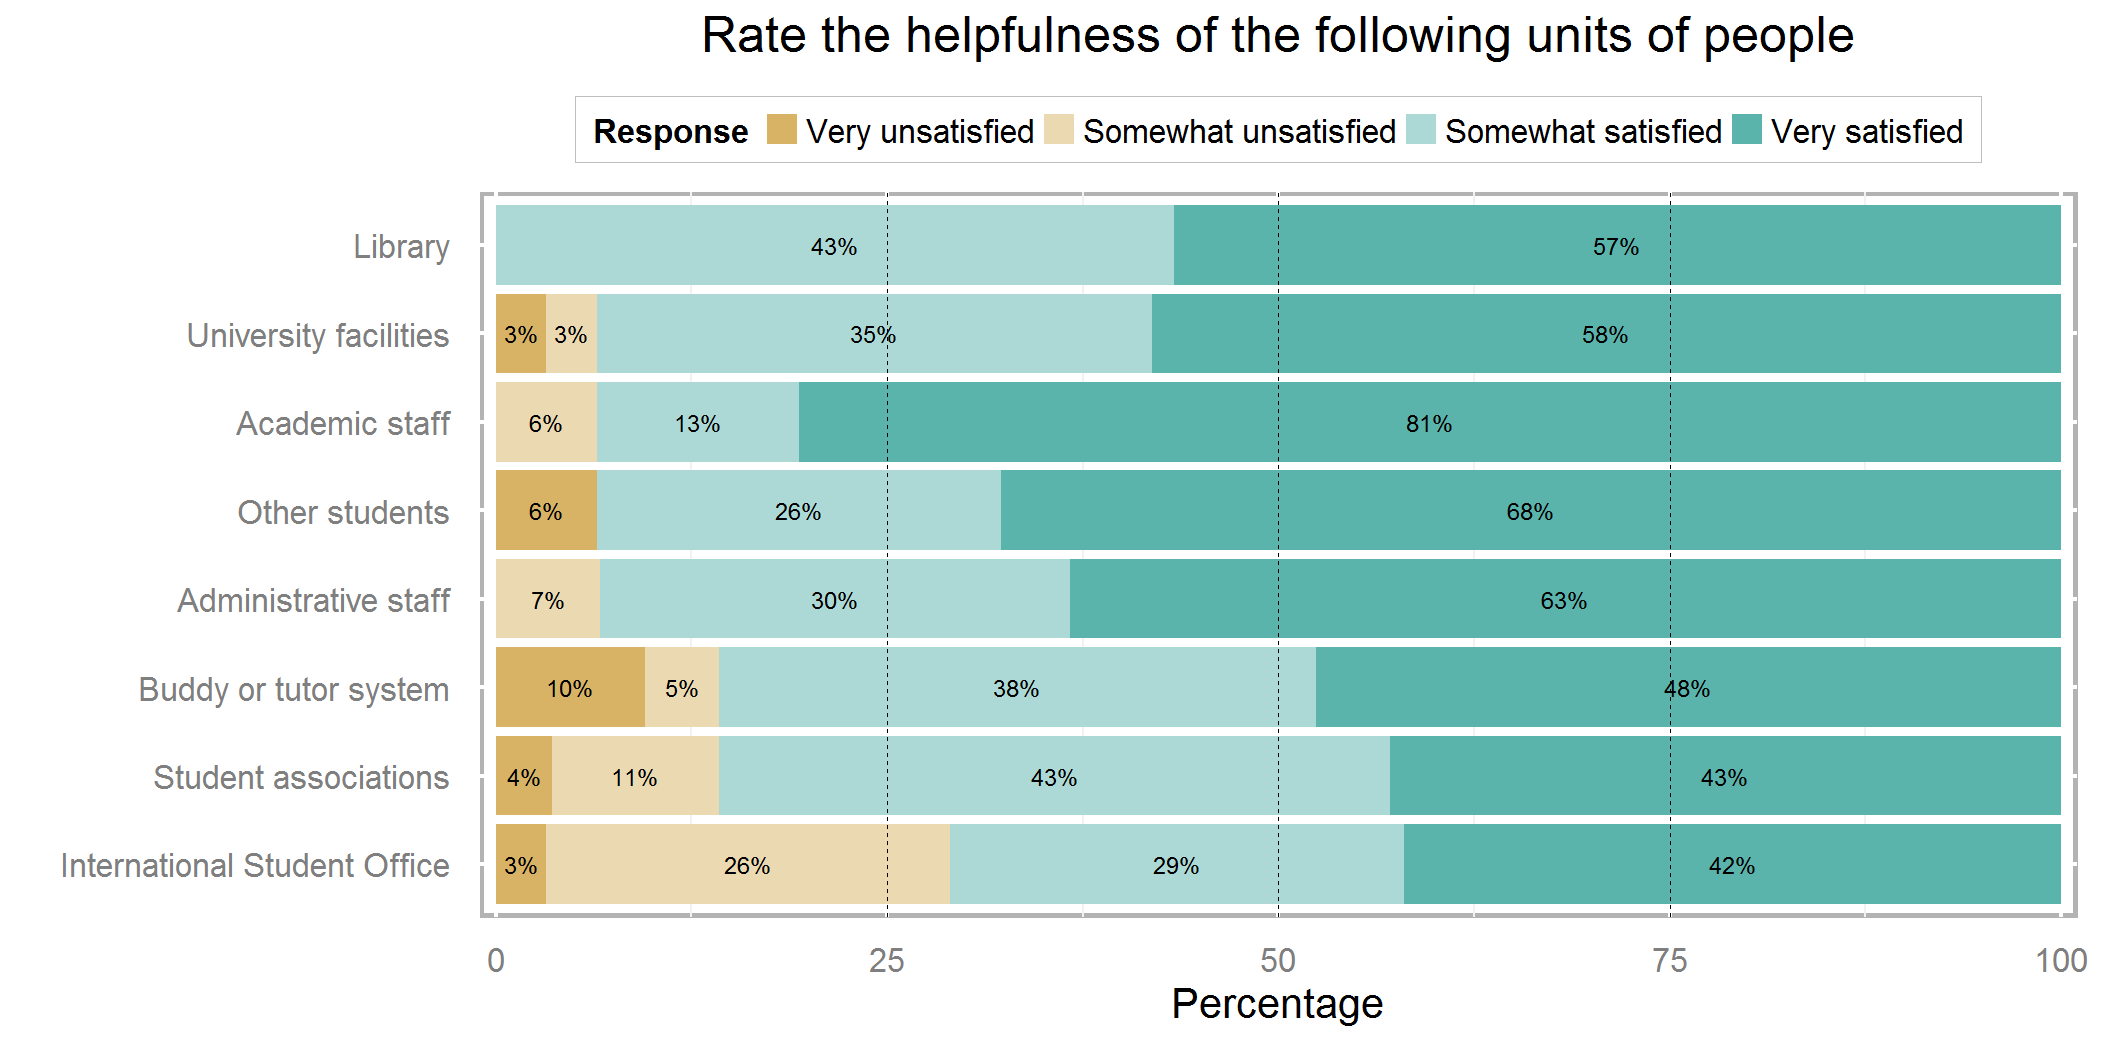 Rate the helpfulness of the following units of people
Response Very unsatisfied Somewhat unsatisfied Somewhat satisfied Very satisfied
Library 43% 57%
University facilities 3% 3% 35% 58%
Academic staff 6% 13% 81%
Other students 6% 26% 68%
Administrative staff 7% 30% 63%
Buddy or tutor system 10% 5% 38% 48%
Student associations 4% 11% 43% 43%
International Student Office 3% 26% 29% 42%
0 25 50 75 100
Percentage